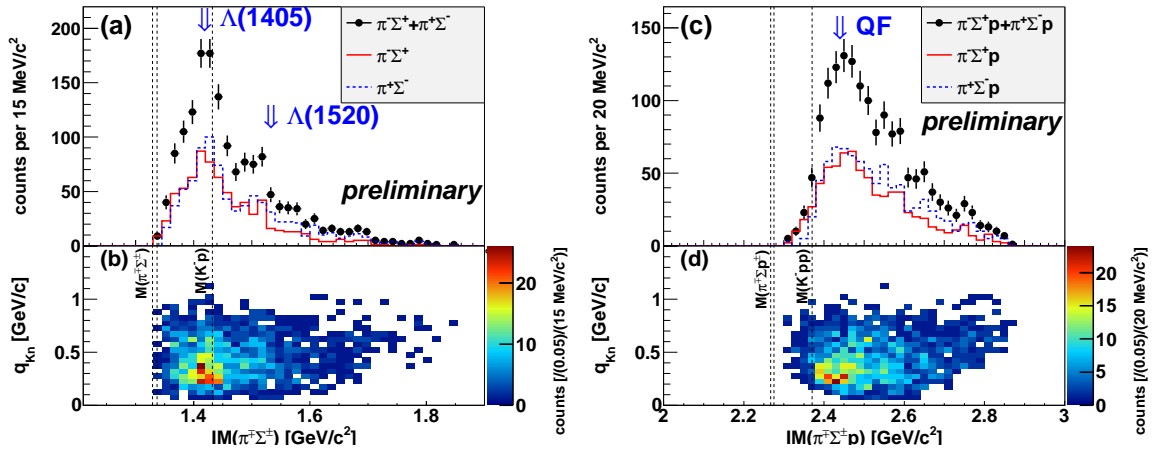 (a)
⇓ Λ(1405)
⇓ Λ(1520)
π⁻Σ⁺+π⁺Σ⁻
π⁻Σ⁺
π⁺Σ⁻
preliminary
counts per 15 MeV/c²
200
150
100
50
0
(b)
M(π∓Σ±)
M(K⁻p)
q_Kn [GeV/c]
1
0.5
0
1.4
1.6
1.8
IM(π∓Σ±) [GeV/c²]
20
10
0
counts [/(0.05)/(15 MeV/c²)]
(c)
⇓ QF
π⁻Σ⁺p+π⁺Σ⁻p
π⁻Σ⁺p
π⁺Σ⁻p
preliminary
counts per 20 MeV/c²
150
100
50
0
(d)
M(π∓Σp±)
M(K⁻pp)
q_Kn [GeV/c]
1
0.5
0
2
2.2
2.4
2.6
2.8
3
IM(π∓Σ±p) [GeV/c²]
20
15
10
5
0
counts [/(0.05)/(20 MeV/c²)]